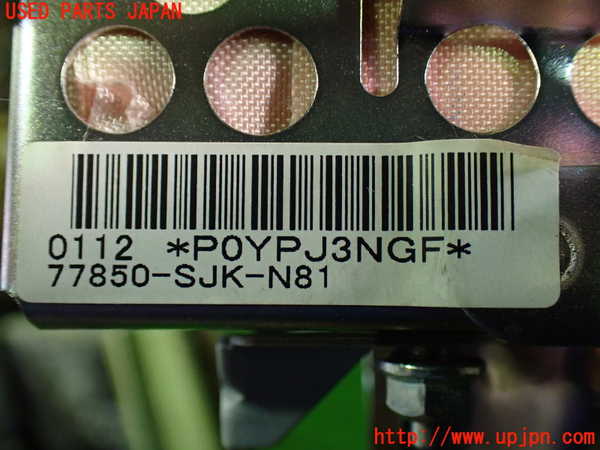 USED PARTS JAPAN
0112 *P0YPJ3NGF*
77850-SJK-N81
http://www.upjpn.com